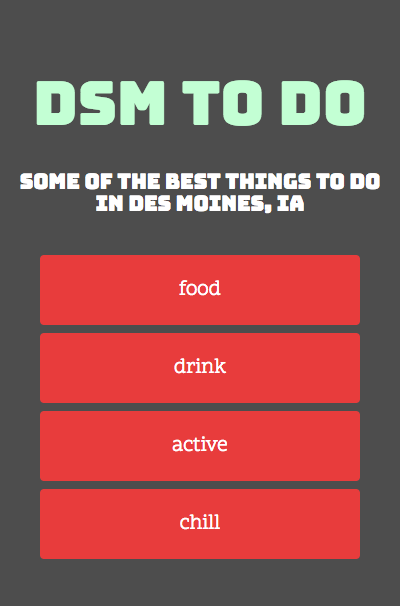 DSM TO DO
SOME OF THE BEST THINGS TO DO
IN DES MOINES, IA
food
drink
active
chill